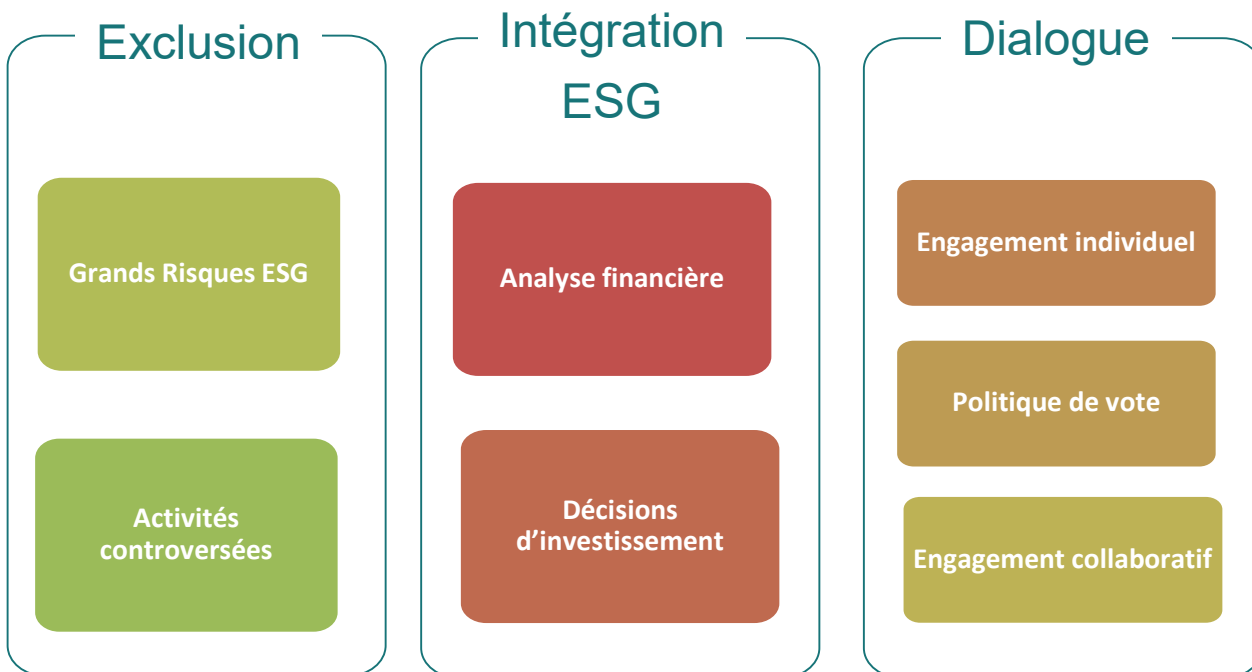 Exclusion
Grands Risques ESG
Activités
controversées
Intégration
ESG
Analyse financière
Décisions
d’investissement
Dialogue
Engagement individuel
Politique de vote
Engagement collaboratif